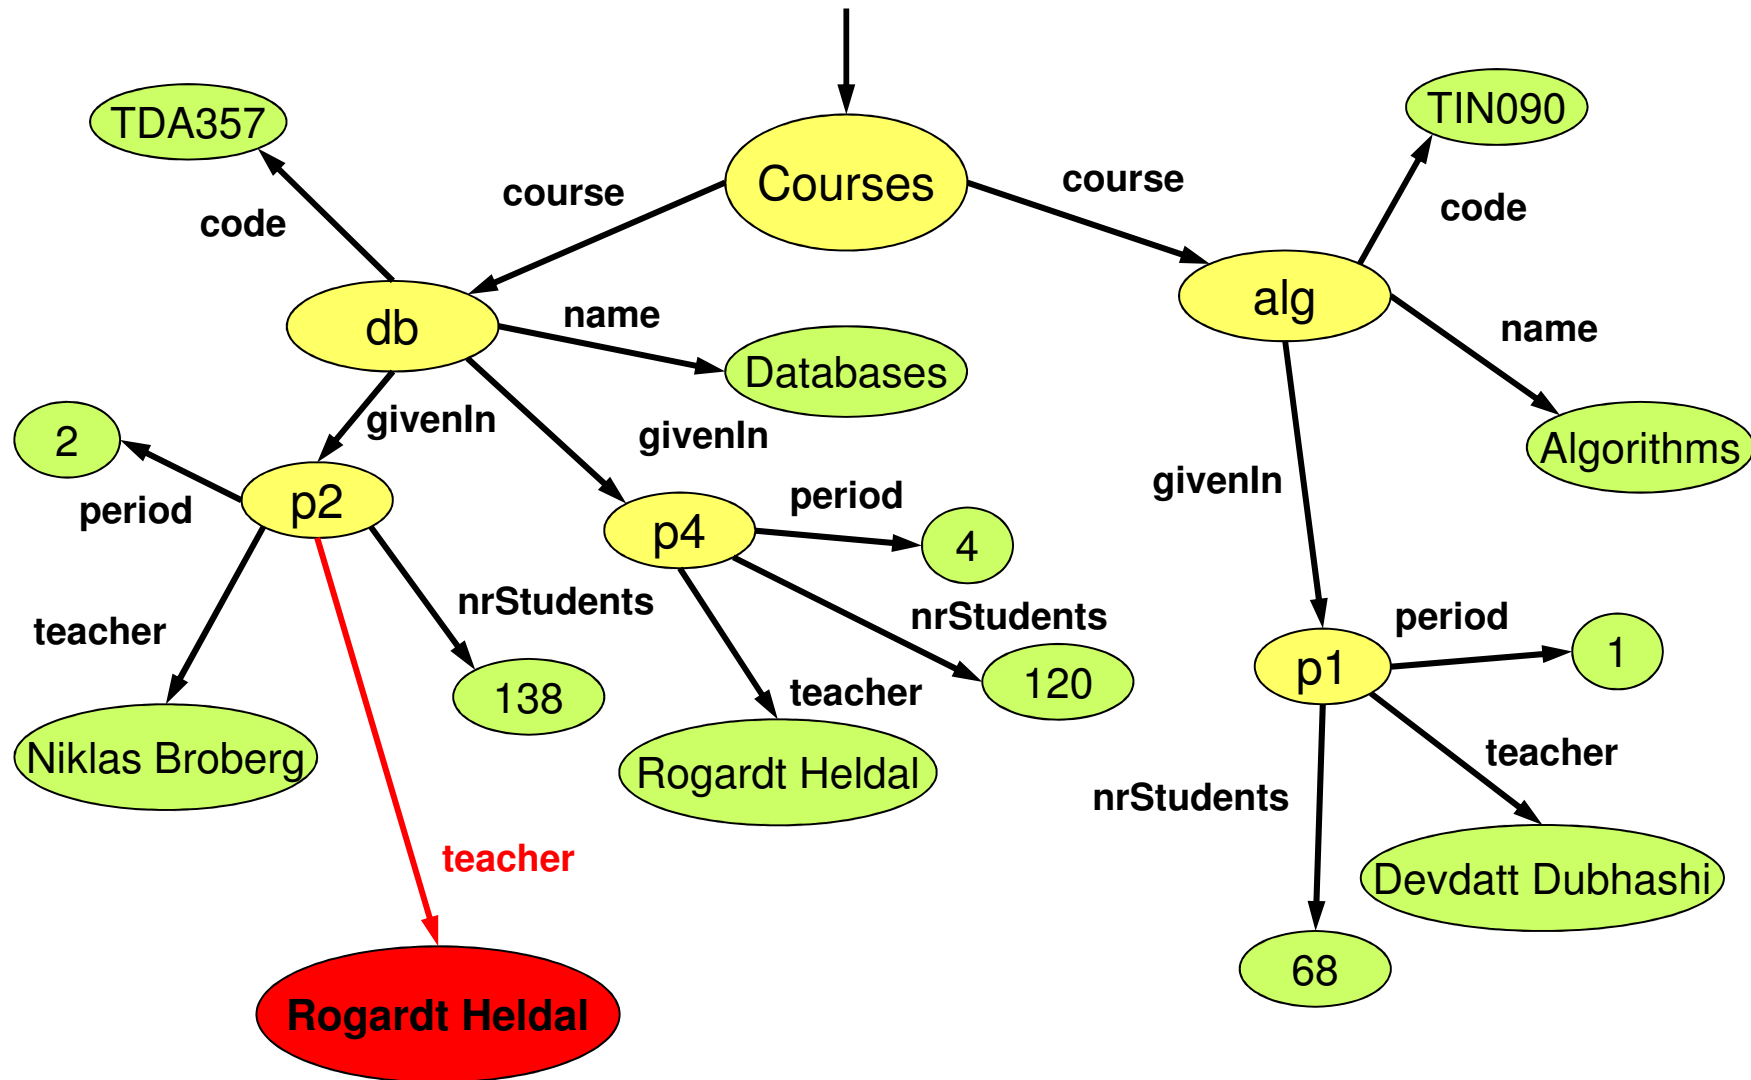 TDA357
TIN090
Courses
course
course
code
code
db
name
alg
name
Databases
givenIn
givenIn
2
Algorithms
period
p2
period
givenIn
p4
4
nrStudents
nrStudents
period
teacher
1
p1
138
teacher
120
Niklas Broberg
Rogardt Heldal
teacher
nrStudents
teacher
Devdatt Dubhashi
68
Rogardt Heldal